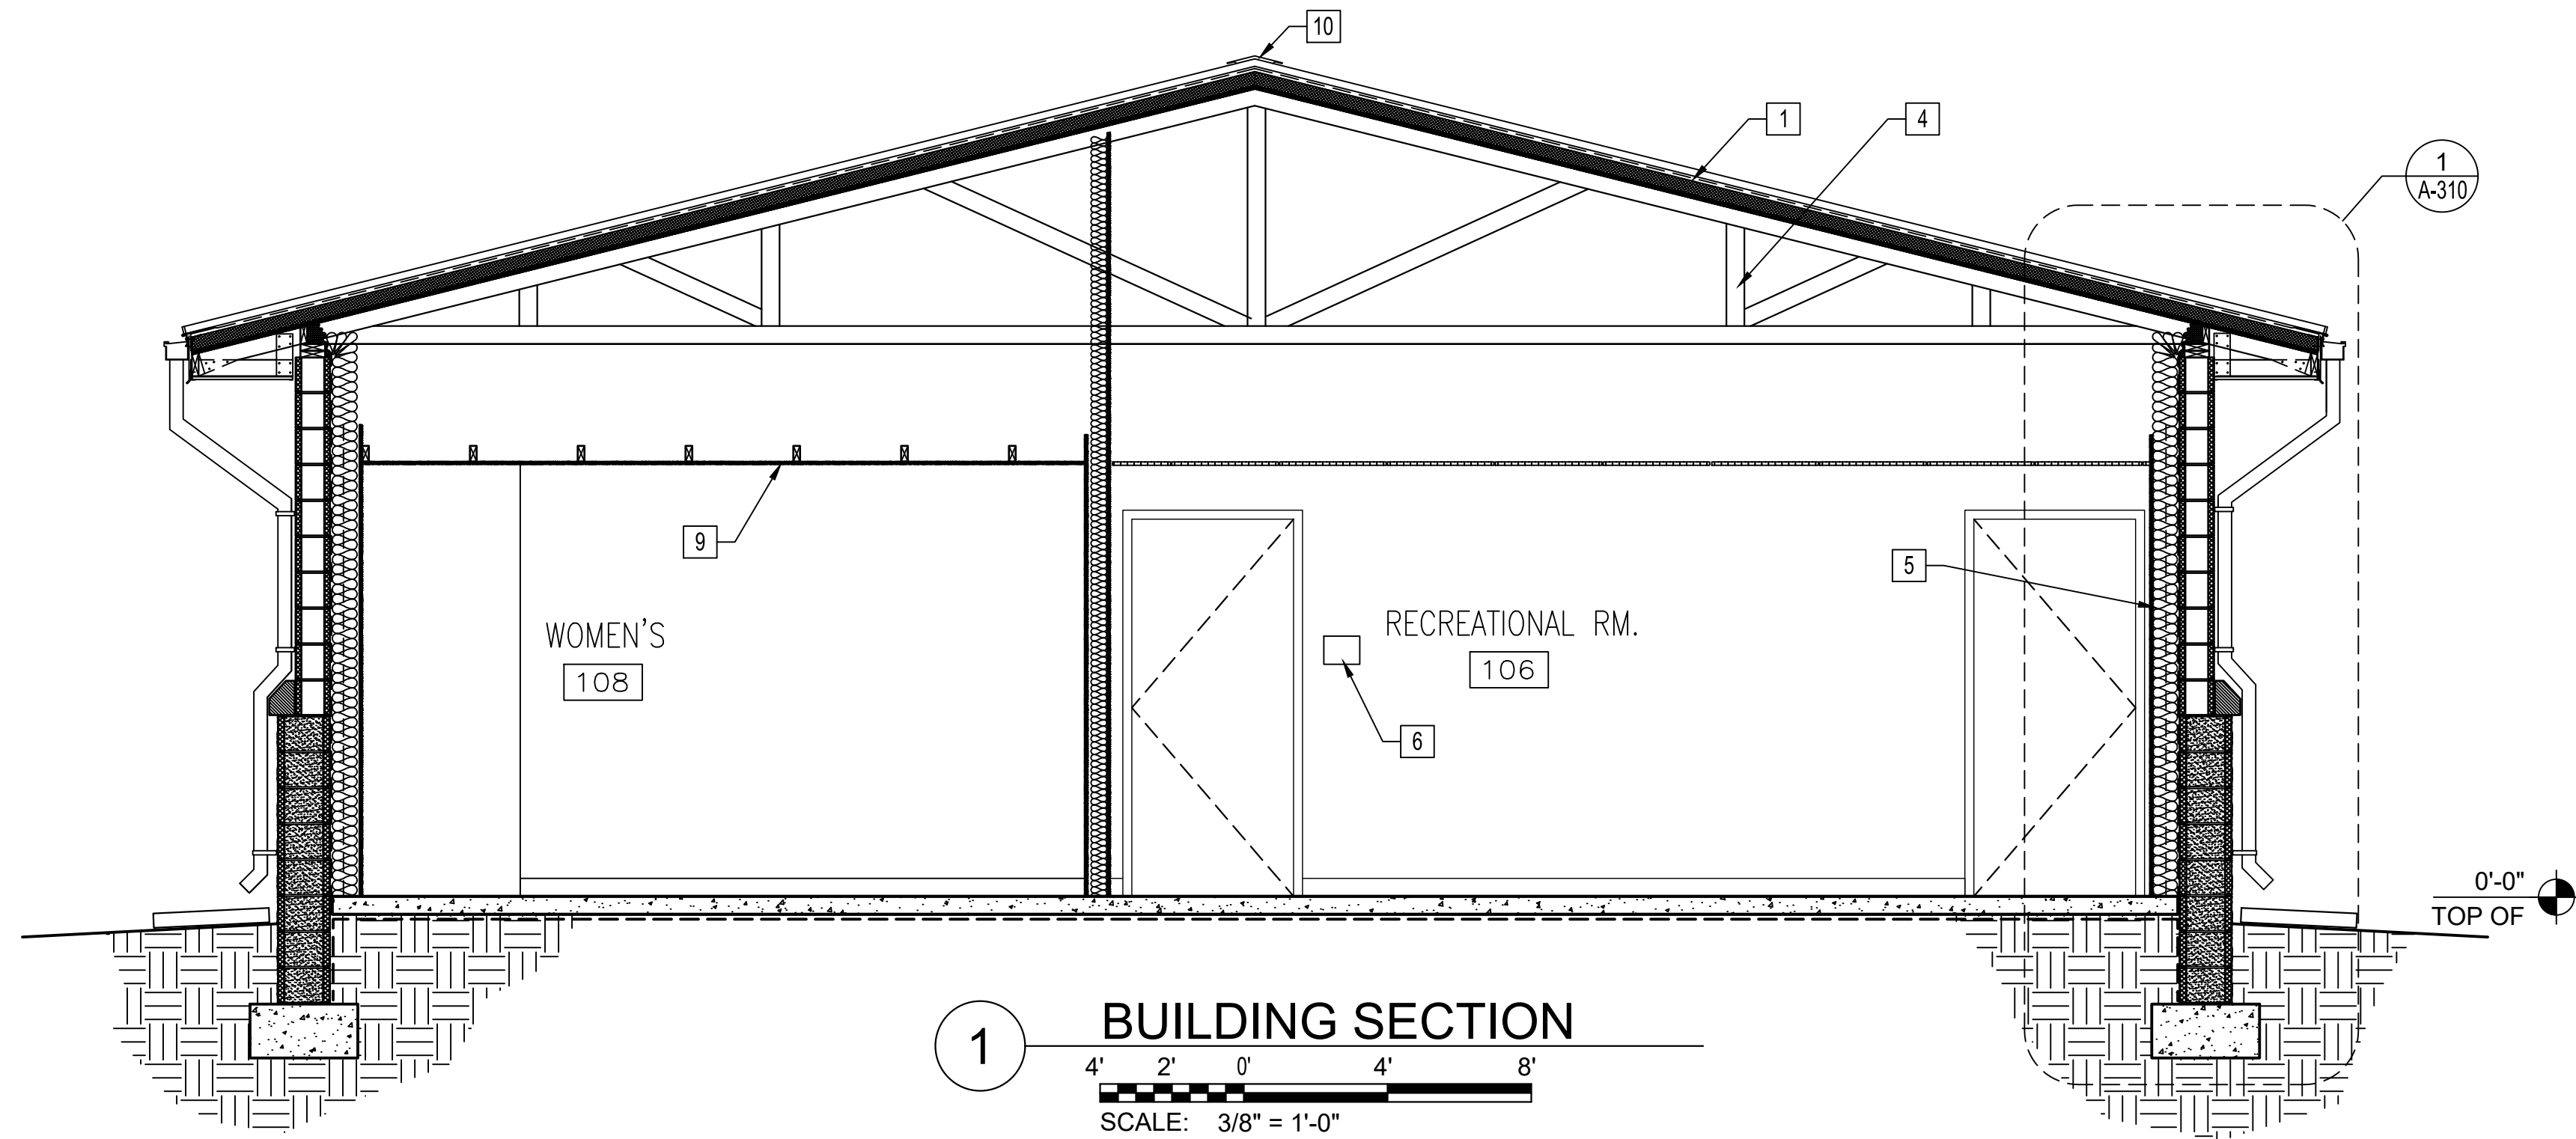 10
1
4
1
A-310
9
5
WOMEN'S
108
RECREATIONAL RM.
106
6
0'-0"
TOP OF
1
BUILDING SECTION
4' 2' 0' 4' 8'
SCALE: 3/8" = 1'-0"